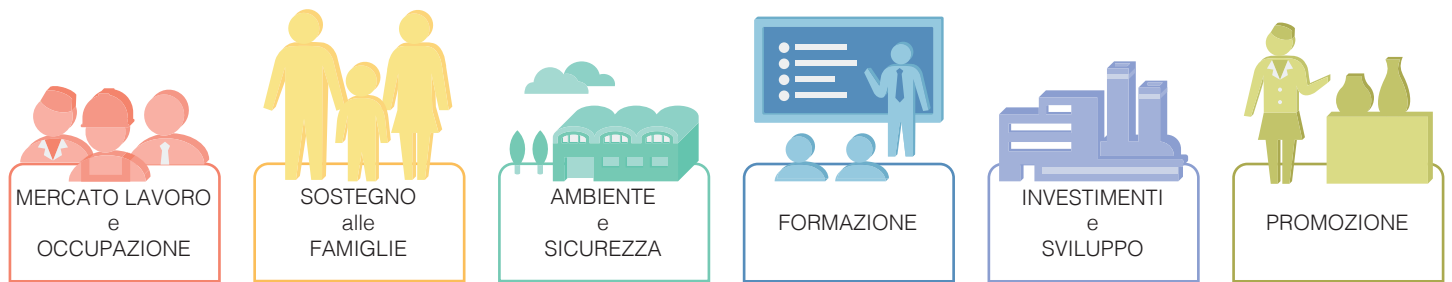 MERCATO LAVORO
e
OCCUPAZIONE
SOSTEGNO
alle
FAMIGLIE
AMBIENTE
e
SICUREZZA
FORMAZIONE
INVESTIMENTI
e
SVILUPPO
PROMOZIONE